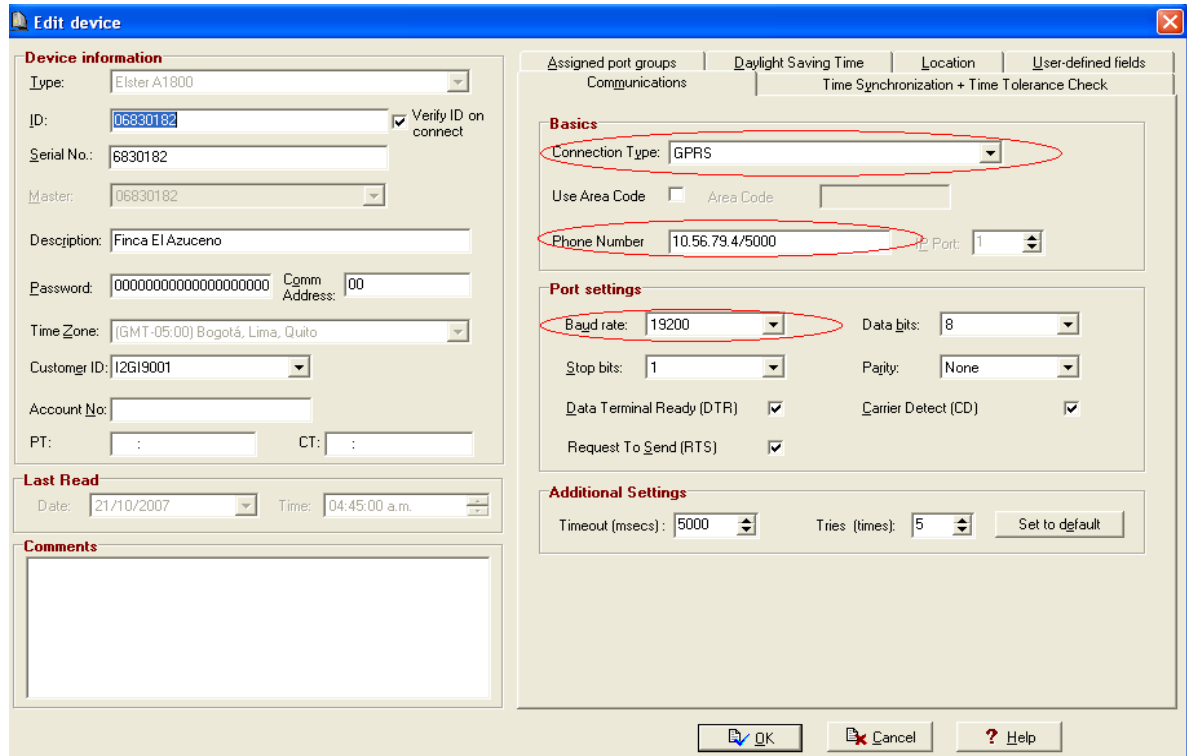 Edit device
Device information
Type: Elster A1800
ID: 06830182 Verify ID on connect
Serial No.: 6830182
Master: 06830182
Description: Finca El Azuceno
Password: 00000000000000000000 Comm Address: 00
Time Zone: (GMT-05:00) Bogotá, Lima, Quito
Customer ID: I2GI9001
Account No:
PT: : CT: :
Last Read
Date: 21/10/2007 Time: 04:45:00 a.m.
Comments
Assigned port groups Daylight Saving Time Location User-defined fields
Communications Time Synchronization + Time Tolerance Check
Basics
Connection Type: GPRS
Use Area Code Area Code
Phone Number 10.56.79.4/5000 IP Port: 1
Port settings
Baud rate: 19200 Data bits: 8
Stop bits: 1 Parity: None
Data Terminal Ready (DTR) Carrier Detect (CD)
Request To Send (RTS)
Additional Settings
Timeout (msecs) : 5000 Tries (times): 5 Set to default
OK Cancel ? Help